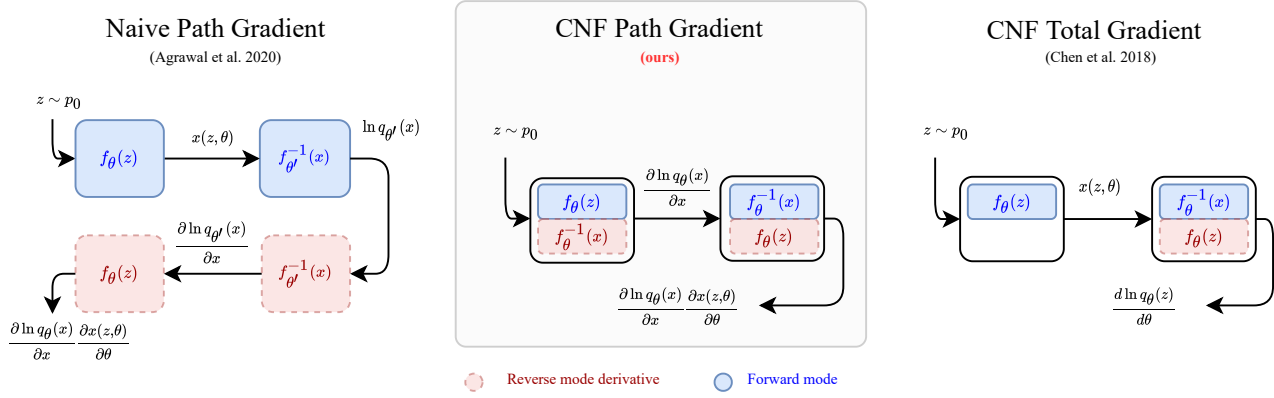 Naive Path Gradient
(Agrawal et al. 2020)
z ∼ p₀
f_θ(z)
x(z, θ)
f_θ′⁻¹(x)
ln q_θ′(x)
f_θ(z)
∂ ln q_θ′(x) / ∂x
f_θ′⁻¹(x)
∂ ln q_θ(x) / ∂x ∂x(z,θ) / ∂θ
CNF Path Gradient
(ours)
z ∼ p₀
f_θ(z)
f_θ⁻¹(x)
∂ ln q_θ(x) / ∂x
f_θ⁻¹(x)
f_θ(z)
∂ ln q_θ(x) / ∂x ∂x(z,θ) / ∂θ
CNF Total Gradient
(Chen et al. 2018)
z ∼ p₀
f_θ(z)
x(z, θ)
f_θ⁻¹(x)
f_θ(z)
d ln q_θ(z) / dθ
Reverse mode derivative
Forward mode